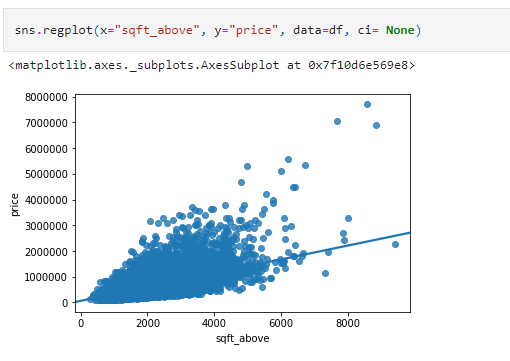 sns.regplot(x="sqft_above", y="price", data=df, ci= None)
<matplotlib.axes._subplots.AxesSubplot at 0x7f10d6e569e8>
8000000
7000000
6000000
5000000
4000000
3000000
2000000
1000000
0
price
0 2000 4000 6000 8000
sqft_above